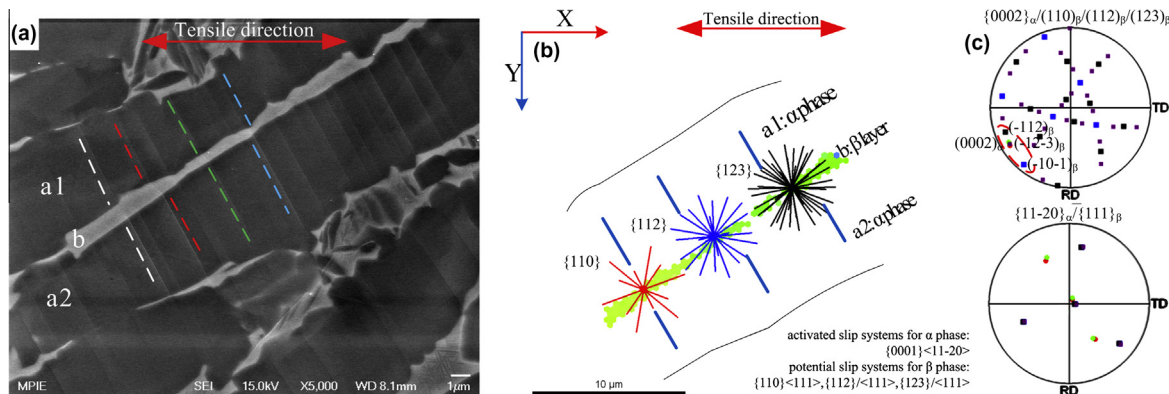 (a)
Tensile direction
a1
b
a2
MPIE SEI 15.0kV X5,000 WD 8.1mm 1μm
X
Y
(b)
Tensile direction
a1: α phase
b: β layer
a2: α phase
{123}
{112}
{110}
activated slip systems for α phase:
{0001}<11-20>
potential slip systems for β phase:
{110}<111>,{112}/<111>,{123}/<111>
10 μm
(c)
{0002}α/(110)β/(112)β/(123)β
TD
(-112)β
(0002)α (-12-3)β
(-10-1)β
RD
{11-20}α/{111}β
TD
RD